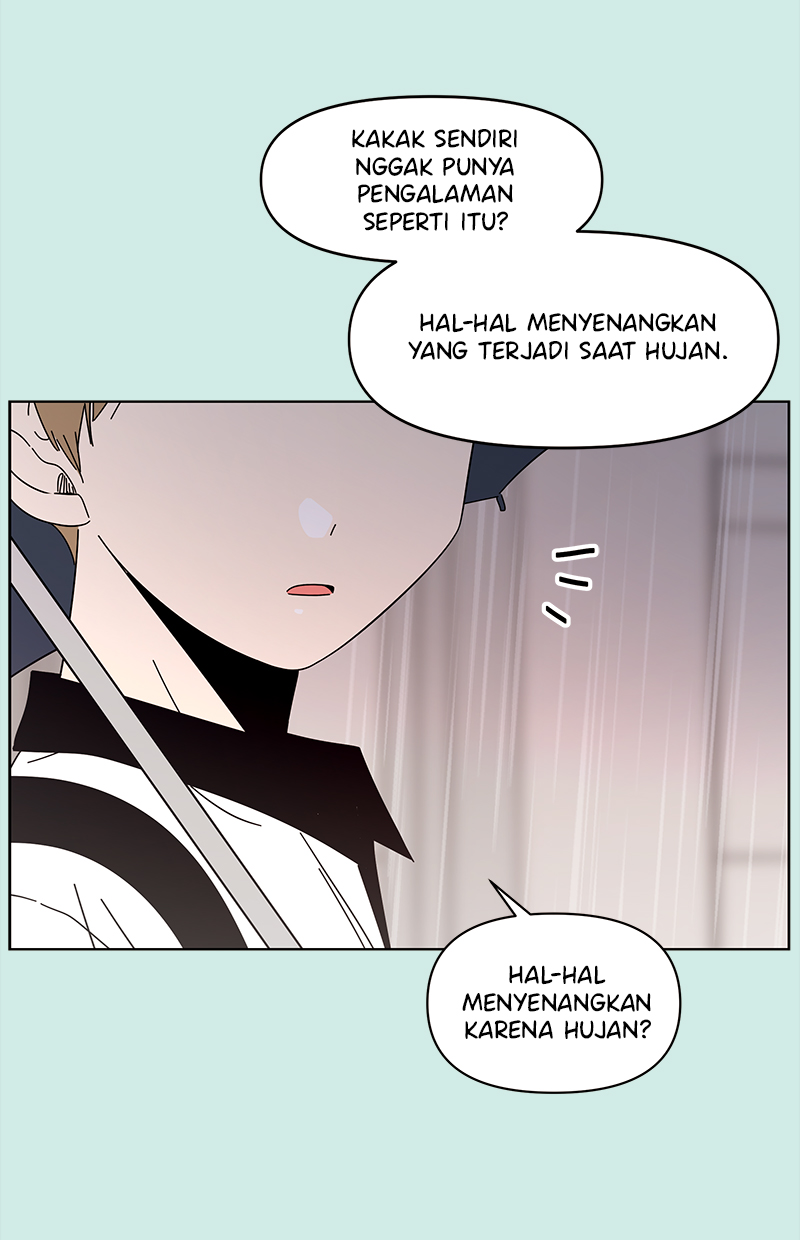 KAKAK SENDIRI
NGGAK PUNYA
PENGALAMAN
SEPERTI ITU?
HAL-HAL MENYENANGKAN
YANG TERJADI SAAT HUJAN.
HAL-HAL
MENYENANGKAN
KARENA HUJAN?